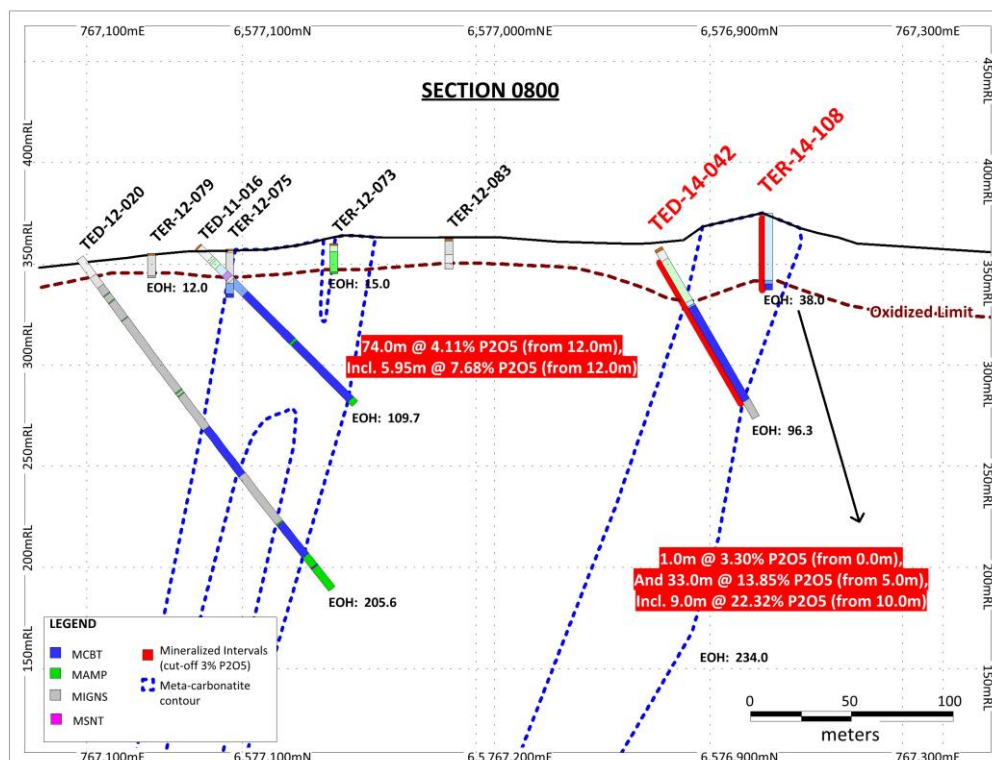 767,100mE
6,577,100mN
6,577,000mN
6,576,900mN
767,300mE
SECTION 0800
450mRL
400mRL
350mRL
300mRL
250mRL
200mRL
150mRL
450mRL
400mRL
350mRL
300mRL
250mRL
200mRL
150mRL
TED-12-020
TER-12-079
TED-11-016
TER-12-075
TER-12-073
TER-12-083
TED-14-042
TER-14-108
EOH: 12.0
EOH: 15.0
EOH: 38.0
Oxidized Limit
74.0m @ 4.11% P2O5 (from 12.0m),
Incl. 5.95m @ 7.68% P2O5 (from 12.0m)
EOH: 109.7
EOH: 96.3
1.0m @ 3.30% P2O5 (from 0.0m),
And 33.0m @ 13.85% P2O5 (from 5.0m),
Incl. 9.0m @ 22.32% P2O5 (from 10.0m)
EOH: 205.6
EOH: 234.0
LEGEND
MCBT
MAMP
MIGNS
MSNT
Mineralized Intervals
(cut-off 3% P2O5)
Meta-carbonatite
contour
0 50 100
meters
767,100mE
6,577,100mN
6,576,900mN
767,300mE